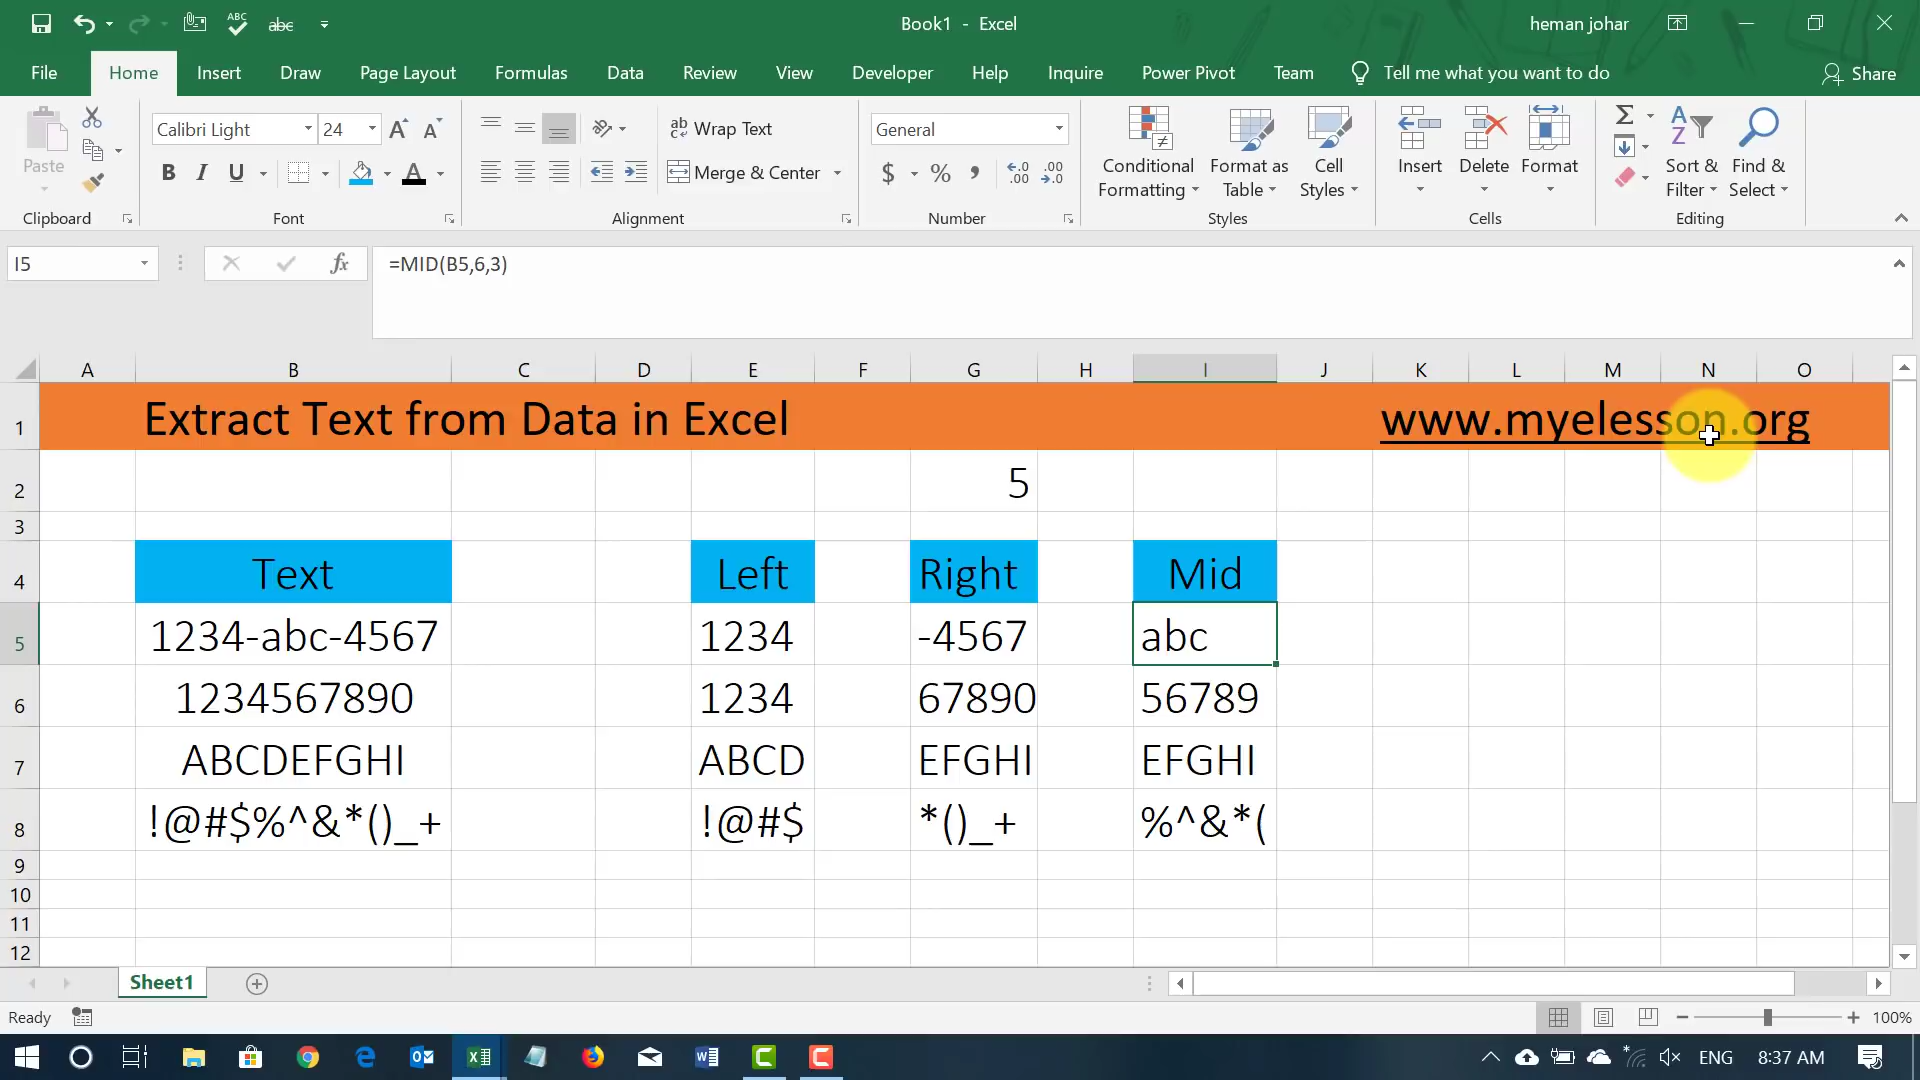 Book1 - Excel
heman johar
File Home Insert Draw Page Layout Formulas Data Review View Developer Help Inquire Power Pivot Team Tell me what you want to do Share
Paste
Calibri Light 24
Wrap Text
General
B I U
Merge & Center
$ % ,
Conditional Formatting
Format as Table
Cell Styles
Insert Delete Format
Sort & Filter
Find & Select
Clipboard Font Alignment Number Styles Cells Editing
I5 fx =MID(B5,6,3)
A B C D E F G H I J K L M N O
1 Extract Text from Data in Excel www.myelesson.org
2 5
3
4 Text Left Right Mid
5 1234-abc-4567 1234 -4567 abc
6 1234567890 1234 67890 56789
7 ABCDEFGHI ABCD EFGHI EFGHI
8 !@#$%^&*()_+ !@#$ *()_+ %^&*(
9
10
11
12
Sheet1
Ready 100%
ENG 8:37 AM